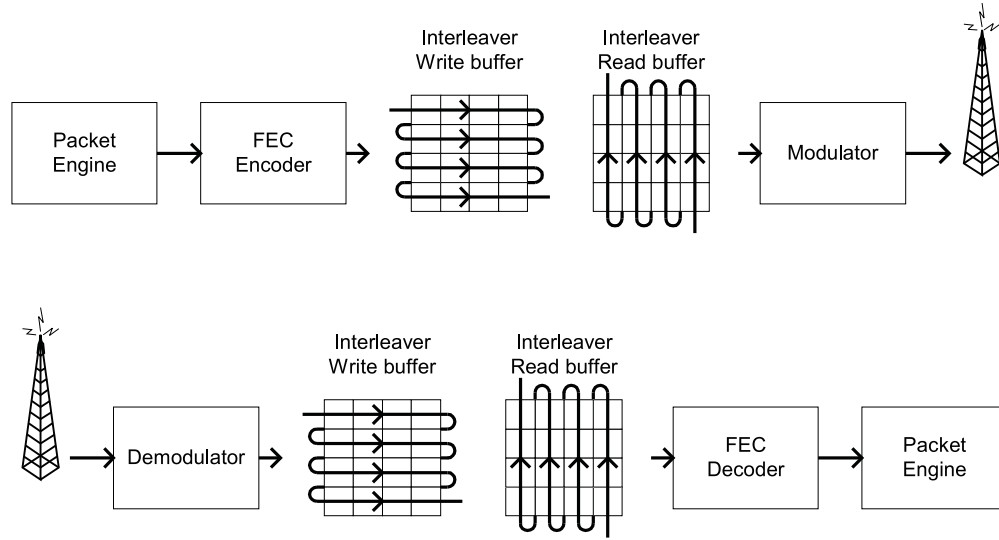 Interleaver
Write buffer
Interleaver
Read buffer
Packet
Engine
FEC
Encoder
Modulator
Interleaver
Write buffer
Interleaver
Read buffer
Demodulator
FEC
Decoder
Packet
Engine